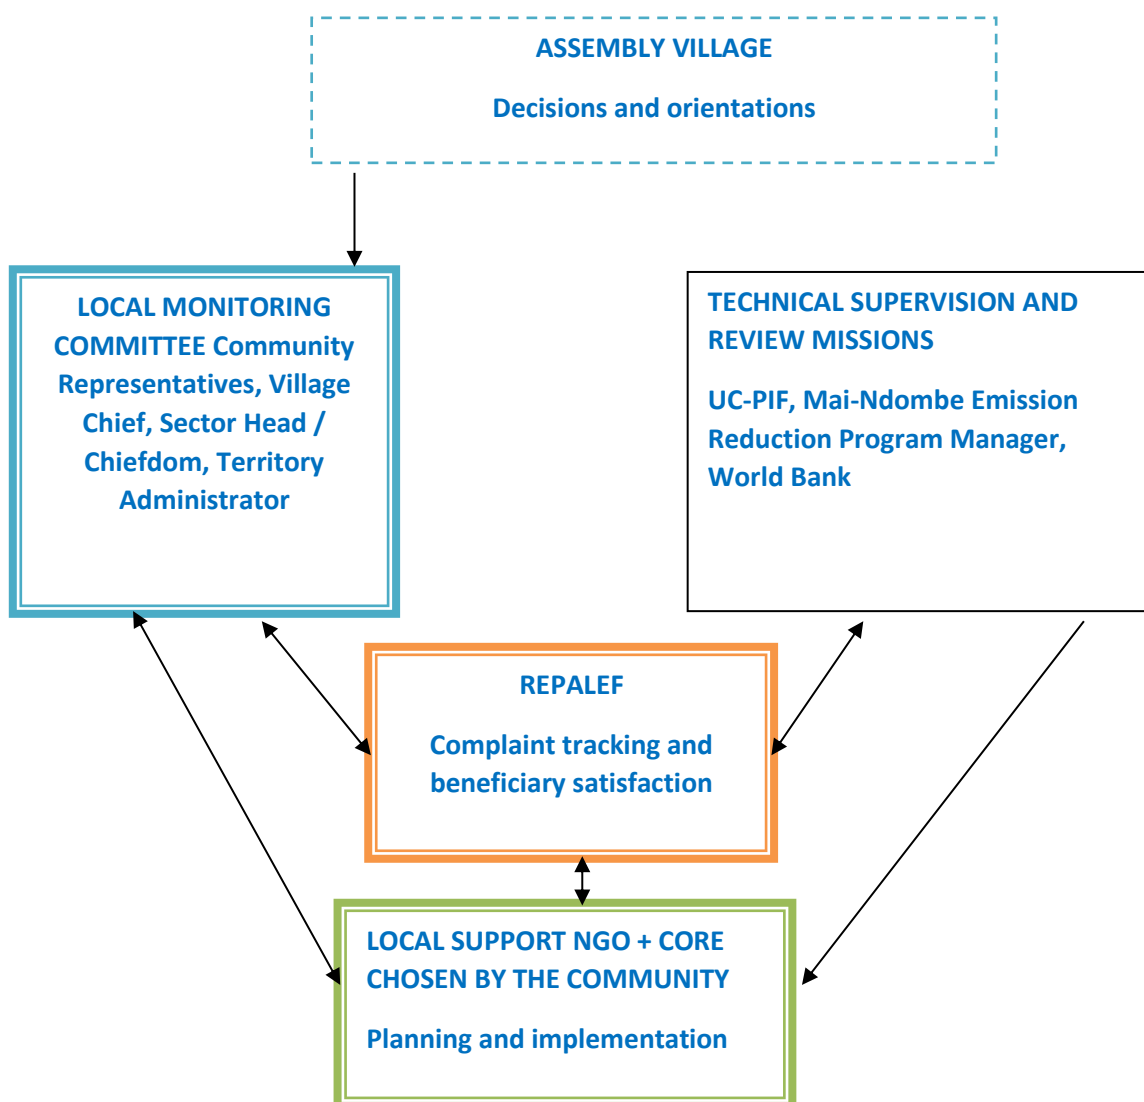 ASSEMBLY VILLAGE
Decisions and orientations
LOCAL MONITORING
COMMITTEE Community
Representatives, Village
Chief, Sector Head /
Chiefdom, Territory
Administrator
TECHNICAL SUPERVISION AND
REVIEW MISSIONS
UC-PIF, Mai-Ndombe Emission
Reduction Program Manager,
World Bank
REPALEF
Complaint tracking and
beneficiary satisfaction
LOCAL SUPPORT NGO + CORE
CHOSEN BY THE COMMUNITY
Planning and implementation